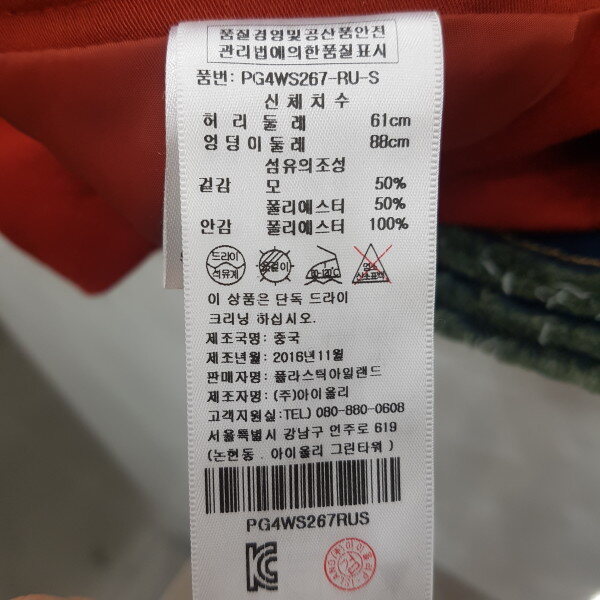 품질경영및공산품안전
관리법에의한품질표시
품번: PG4WS267-RU-S
신체치수
허리둘레 61cm
엉덩이둘레 88cm
섬유의조성
겉감 모 50%
폴리에스터 50%
안감 폴리에스터 100%
드라이
석유계
이 상품은 단독 드라이
크리닝 하십시오.
제조국명: 중국
제조년월: 2016년11월
판매자명: 플라스틱아일랜드
제조자명: (주)아이올리
고객지원실:TEL) 080-880-0608
서울특별시 강남구 언주로 619
(논현동 . 아이올리 그린타워 )
PG4WS267RUS